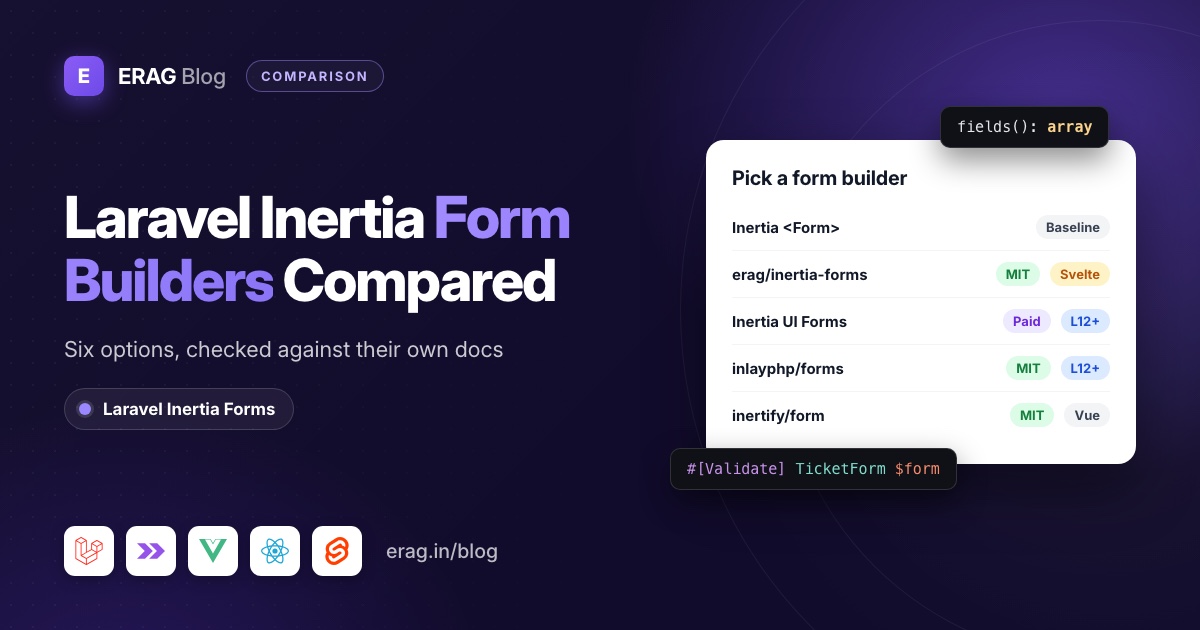 E ERAG Blog COMPARISON
Laravel Inertia Form
Builders Compared
Six options, checked against their own docs
Laravel Inertia Forms
erag.in/blog
fields(): array
Pick a form builder
Inertia <Form> Baseline
erag/inertia-forms MIT Svelte
Inertia UI Forms Paid L12+
inlayphp/forms MIT L12+
inertify/form MIT Vue
#[Validate] TicketForm $form